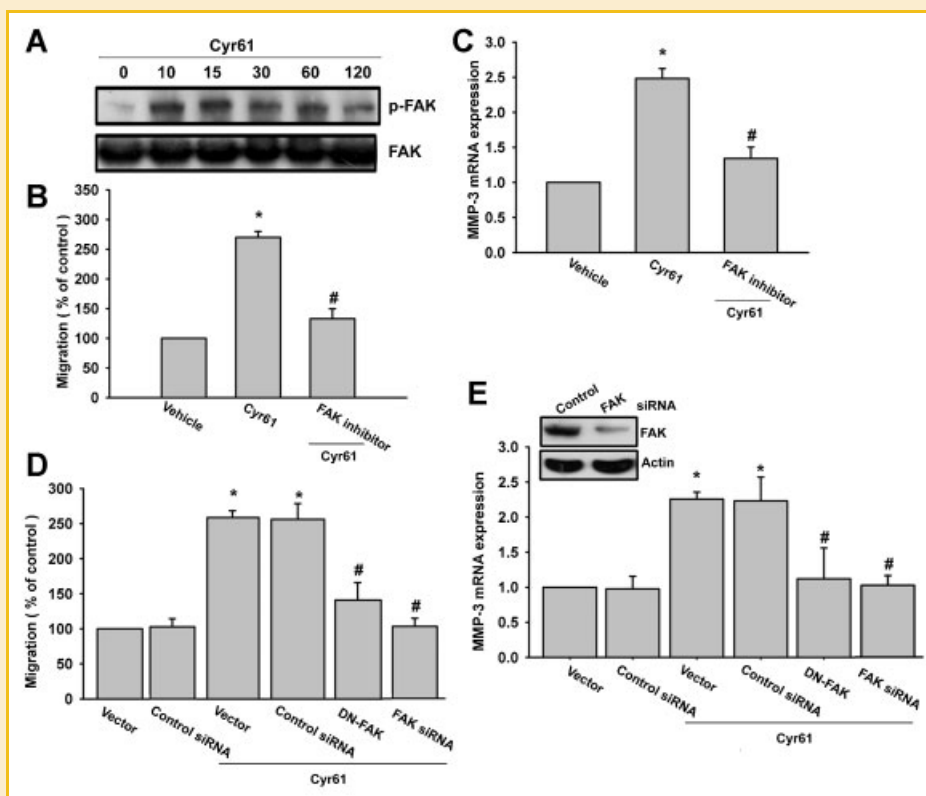 A
Cyr61
0 10 15 30 60 120
p-FAK
FAK
B
Migration ( % of control )
350
300
250
200
150
100
50
0
*
#
Vehicle
Cyr61
FAK inhibitor
Cyr61
C
MMP-3 mRNA expression
3.0
2.5
2.0
1.5
1.0
0.5
0.0
*
#
Vehicle
Cyr61
FAK inhibitor
Cyr61
D
Migration ( % of control )
300
250
200
150
100
50
0
*
*
#
#
Vector
Control siRNA
Vector
Control siRNA
DN-FAK
FAK siRNA
Cyr61
E
Control FAK siRNA
FAK
Actin
MMP-3 mRNA expression
3.0
2.5
2.0
1.5
1.0
0.5
0.0
*
*
#
#
Vector
Control siRNA
Vector
Control siRNA
DN-FAK
FAK siRNA
Cyr61